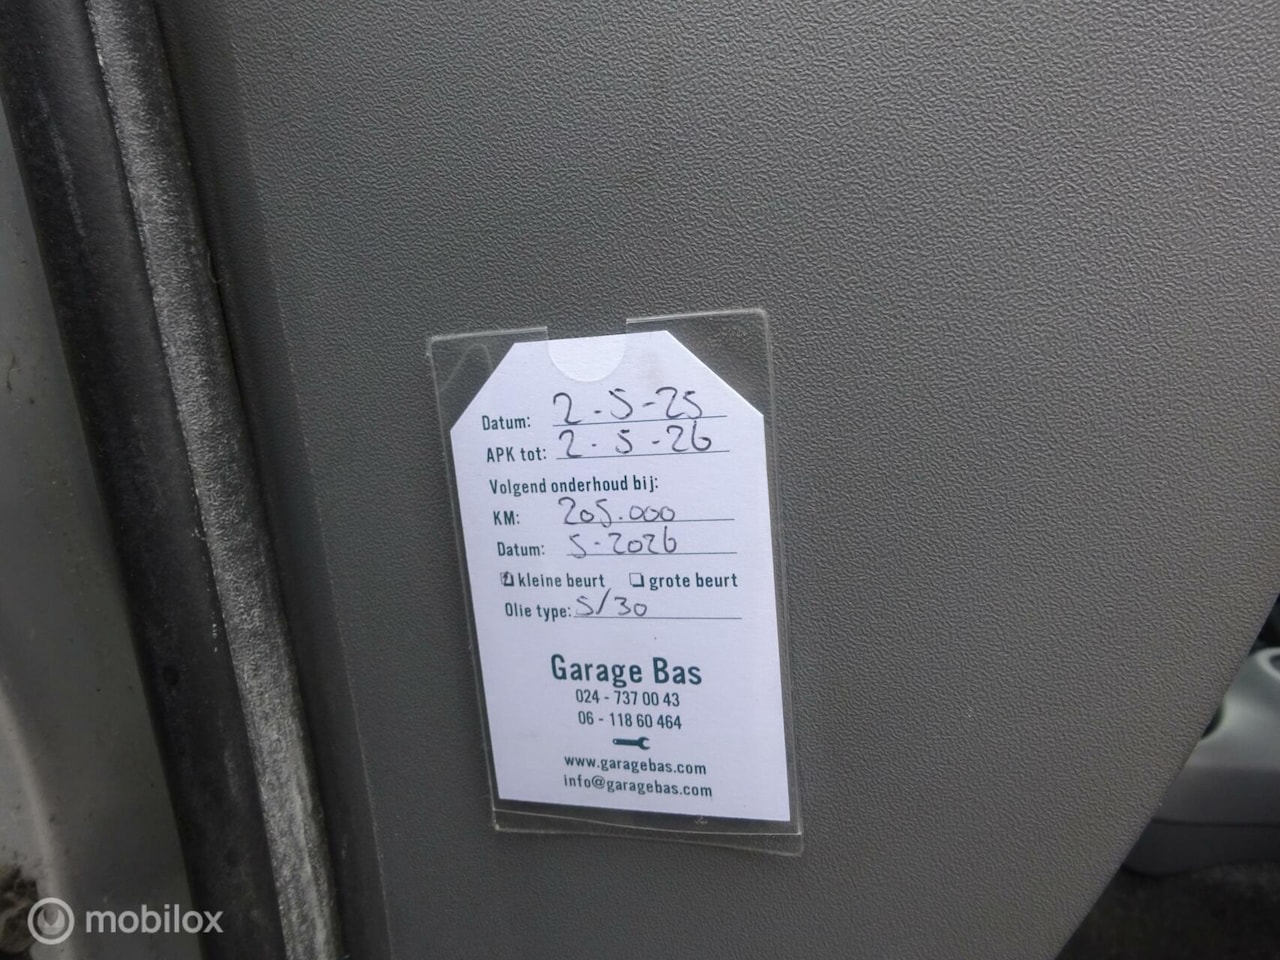 Datum: 2-5-25
APK tot: 2-5-26
Volgend onderhoud bij:
KM: 205.000
Datum: 5-2026
kleine beurt grote beurt
Olie type: 5/30
Garage Bas
024 - 737 00 43
06 - 118 60 464
www.garagebas.com
info@garagebas.com
mobilox